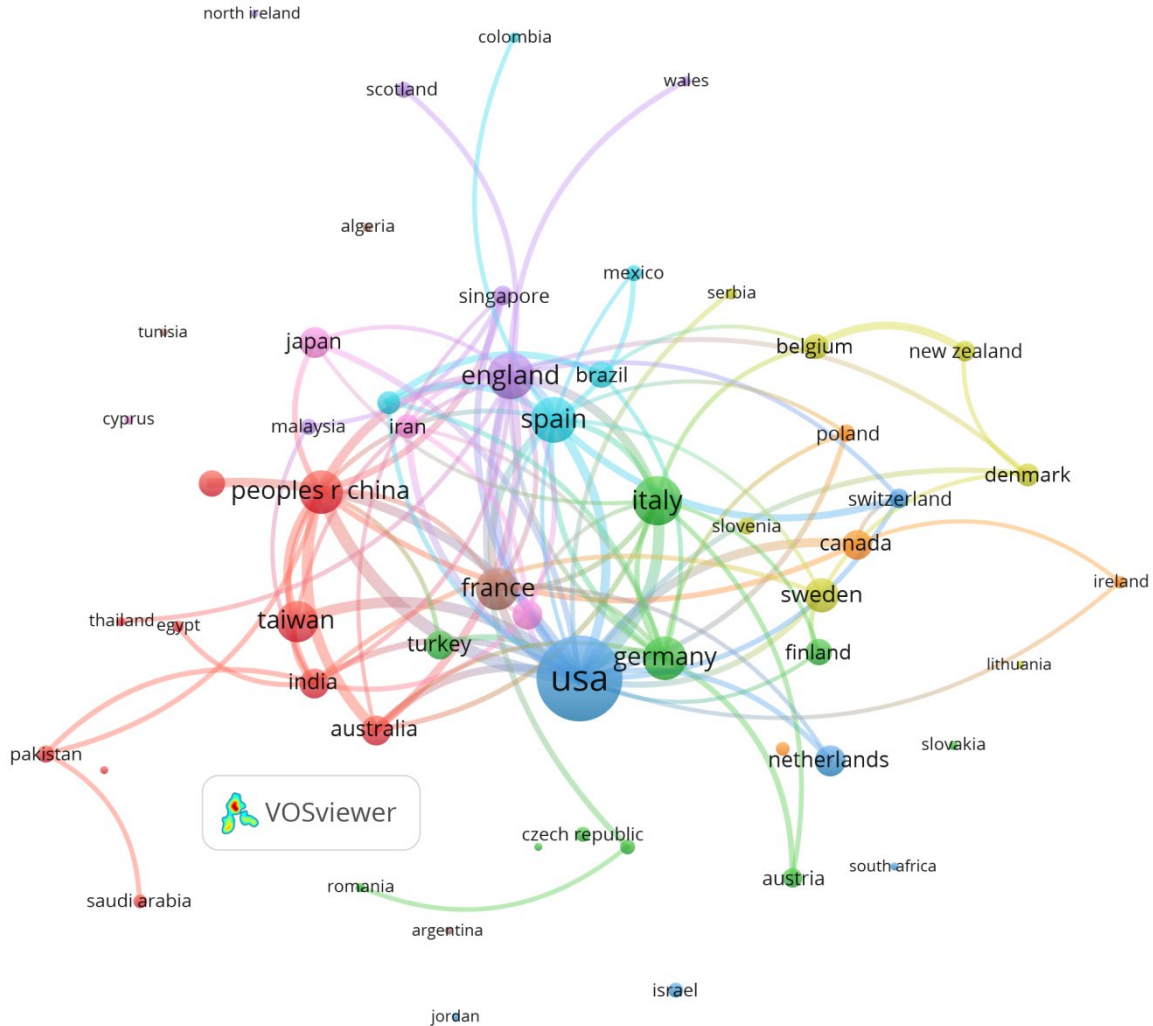 north ireland
colombia
scotland
wales
algeria
mexico
singapore
serbia
tunisia
japan
belgium
new zealand
england
brazil
cyprus
malaysia
iran
spain
poland
denmark
peoples r china
italy
switzerland
slovenia
canada
france
sweden
ireland
thailand
egypt
taiwan
turkey
germany
finland
lithuania
usa
india
australia
pakistan
netherlands
slovakia
VOSviewer
czech republic
south africa
romania
austria
saudi arabia
argentina
israel
jordan